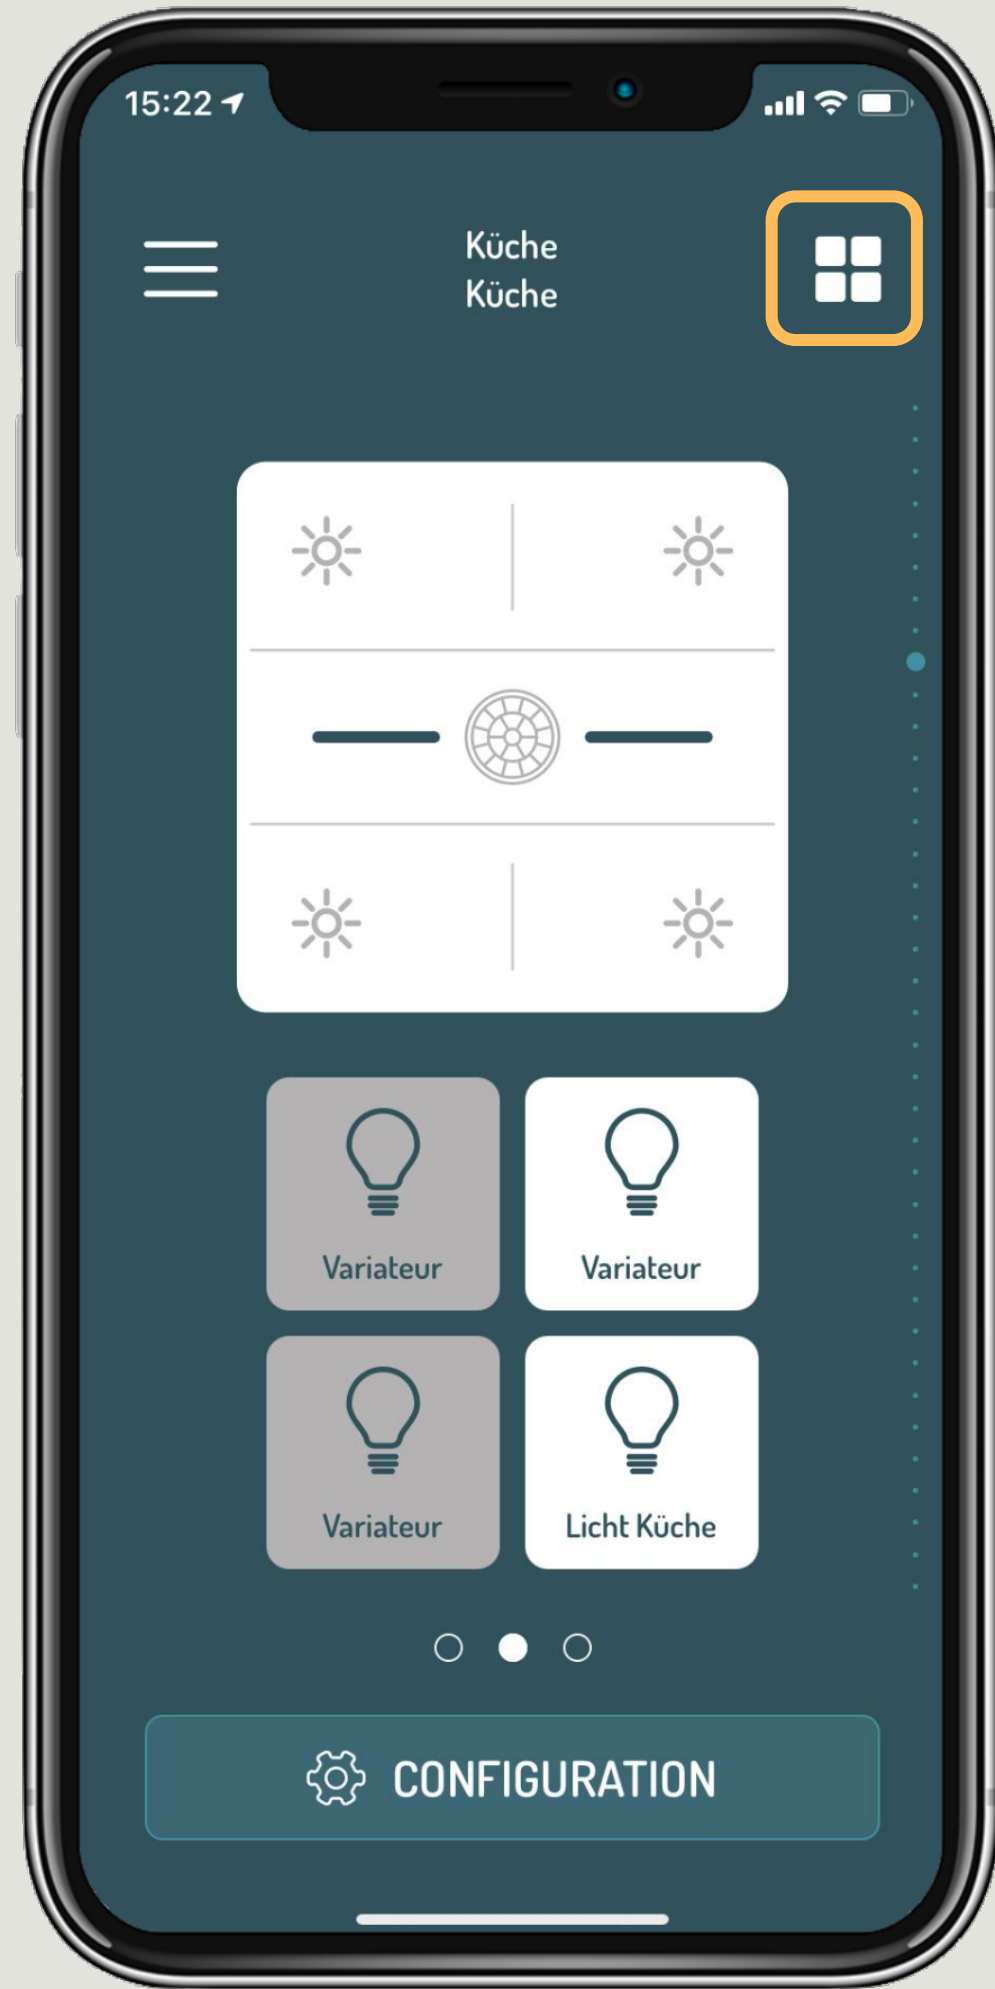 15:22
Küche
Küche
Variateur
Variateur
Variateur
Licht Küche
CONFIGURATION